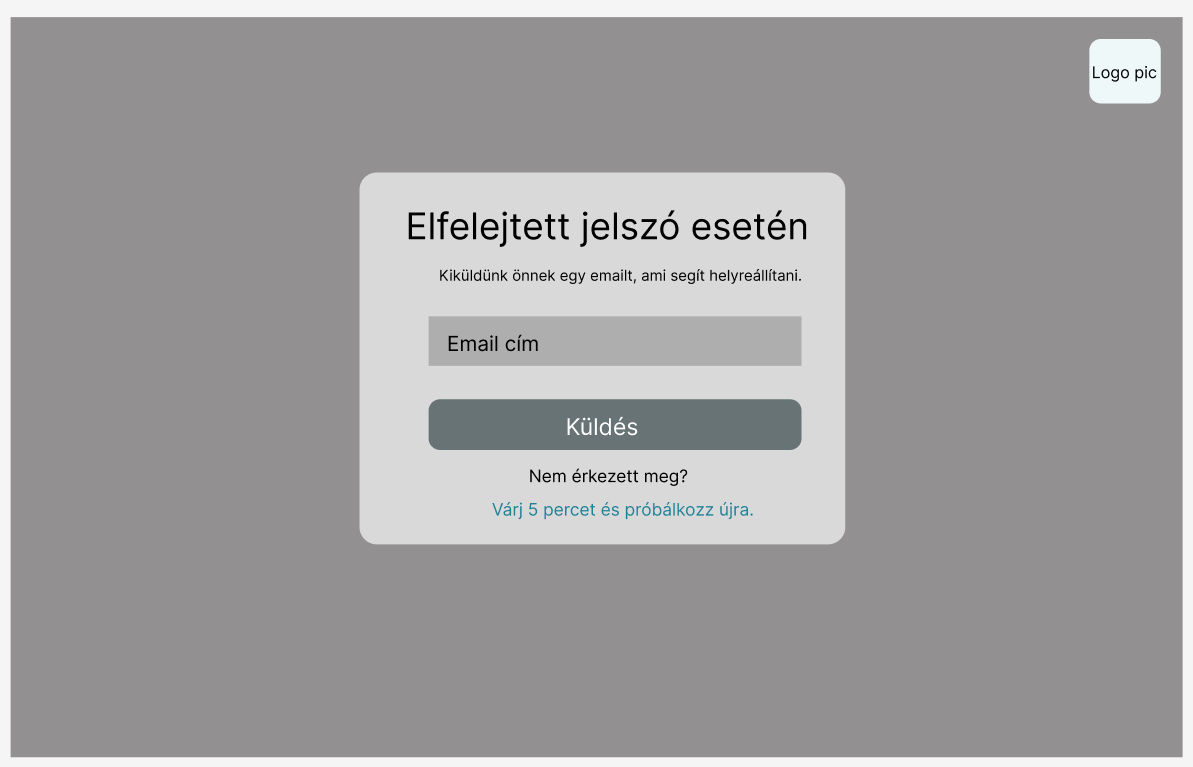 Logo pic
Elfelejtett jelszó esetén
Kiküldünk önnek egy emailt, ami segít helyreállítani.
Email cím
Küldés
Nem érkezett meg?
Várj 5 percet és próbálkozz újra.